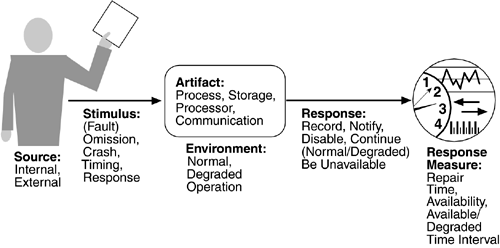 Source:
Internal,
External
Stimulus:
(Fault)
Omission,
Crash,
Timing,
Response
Artifact:
Process, Storage,
Processor,
Communication
Environment:
Normal,
Degraded
Operation
Response:
Record, Notify,
Disable, Continue
(Normal/Degraded)
Be Unavailable
1
2
3
4
Response
Measure:
Repair
Time,
Availability,
Available/
Degraded
Time Interval